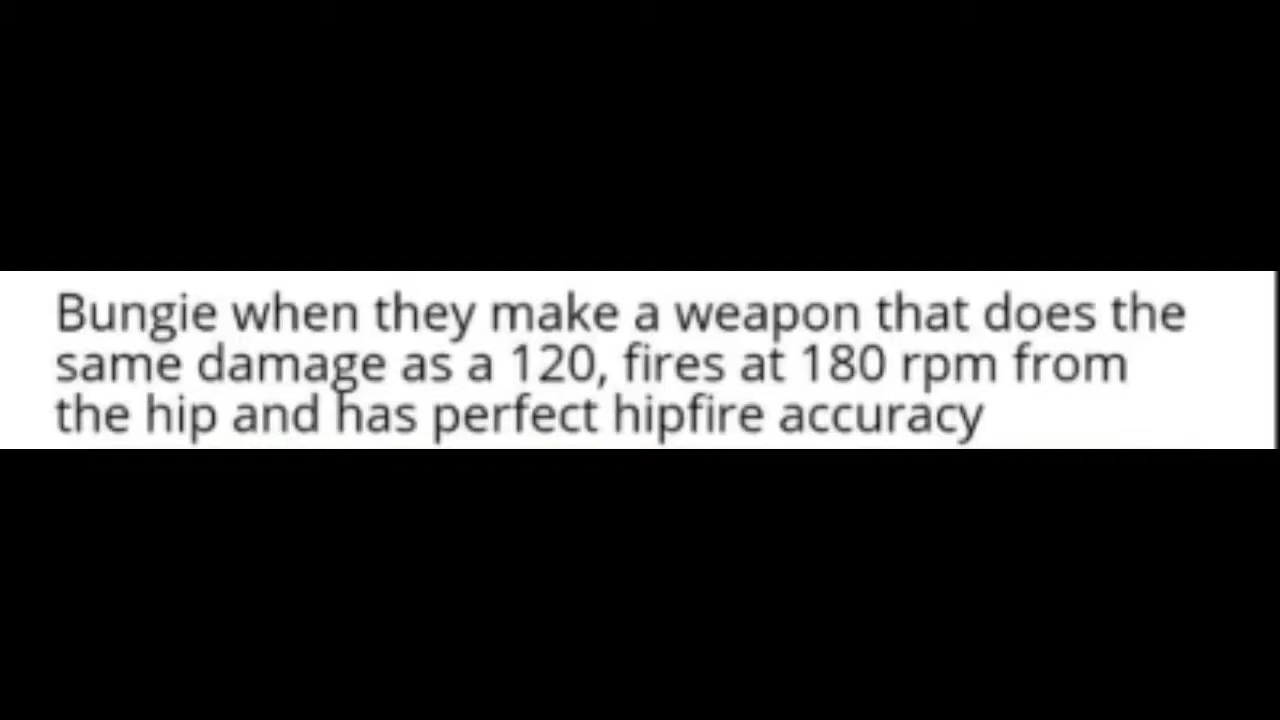 Bungie when they make a weapon that does the
same damage as a 120, fires at 180 rpm from
the hip and has perfect hipfire accuracy